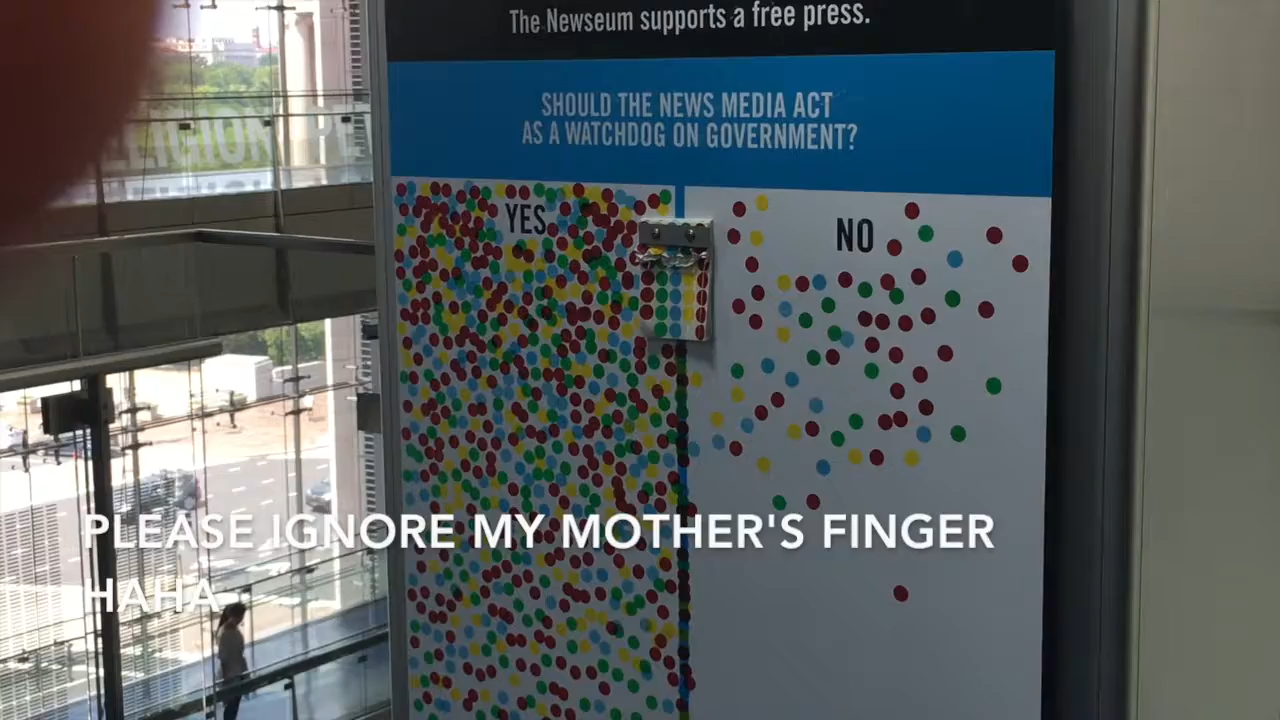 The Newseum supports a free press.
SHOULD THE NEWS MEDIA ACT
AS A WATCHDOG ON GOVERNMENT?
YES
NO
PLEASE IGNORE MY MOTHER'S FINGER
HAHA